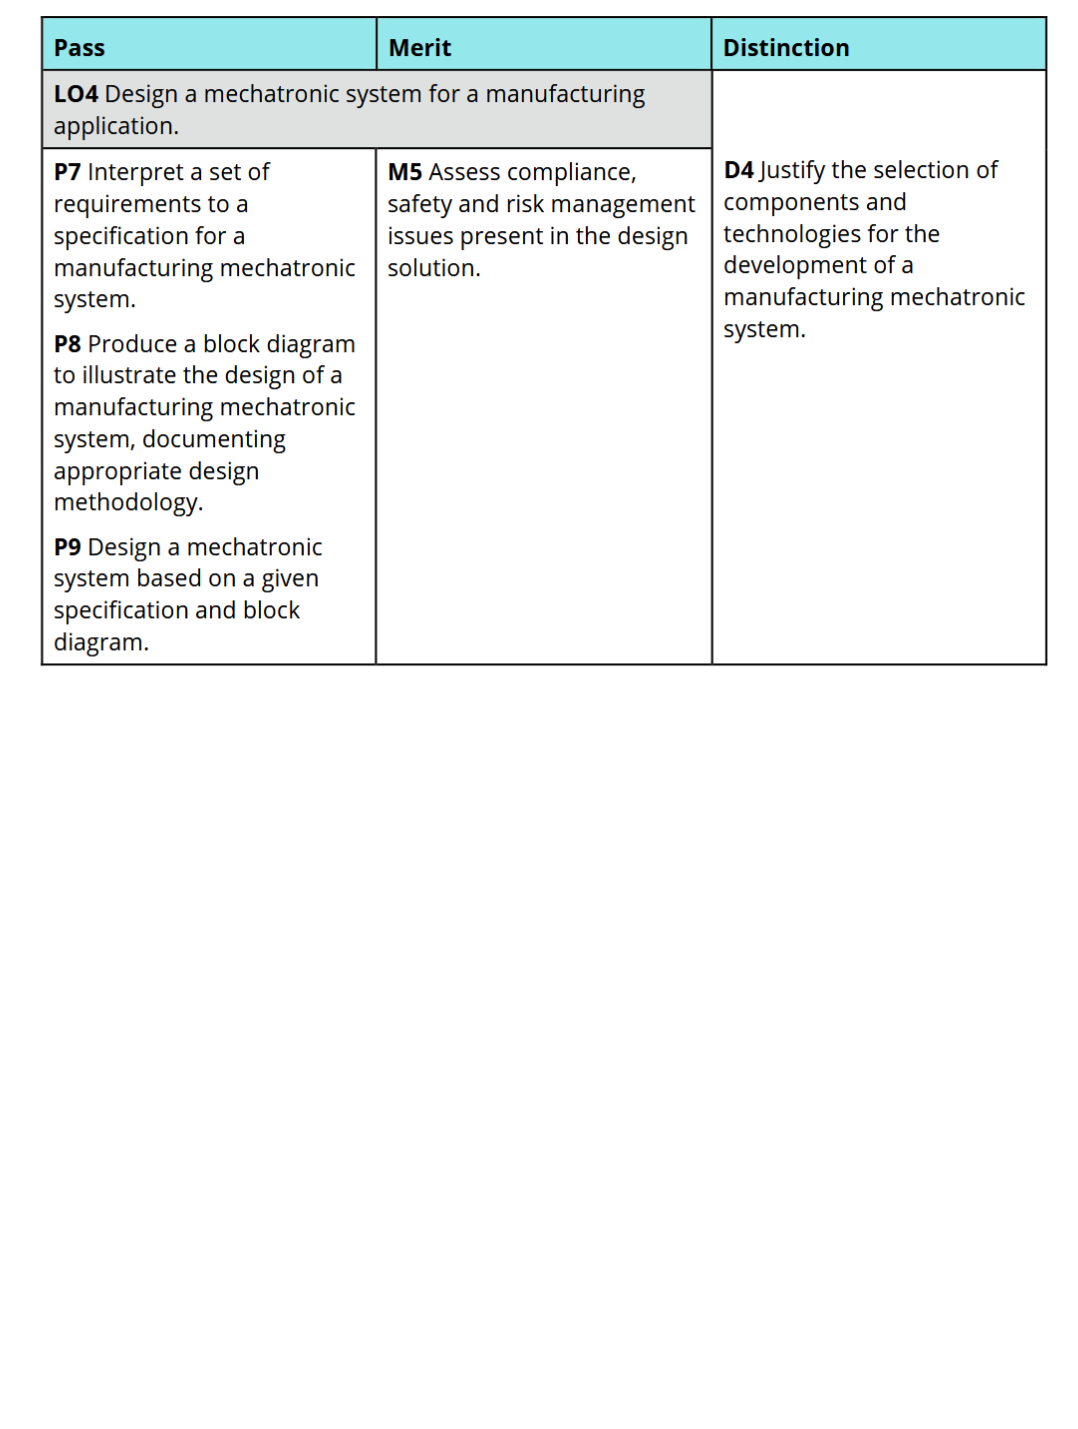 Pass
Merit
Distinction
LO4 Design a mechatronic system for a manufacturing
application.
P7 Interpret a set of
requirements to a
specification for a
manufacturing mechatronic
system.
P8 Produce a block diagram
to illustrate the design of a
manufacturing mechatronic
system, documenting
appropriate design
methodology.
P9 Design a mechatronic
system based on a given
specification and block
diagram.
M5 Assess compliance,
safety and risk management
issues present in the design
solution.
D4 Justify the selection of
components and
technologies for the
development of a
manufacturing mechatronic
system.